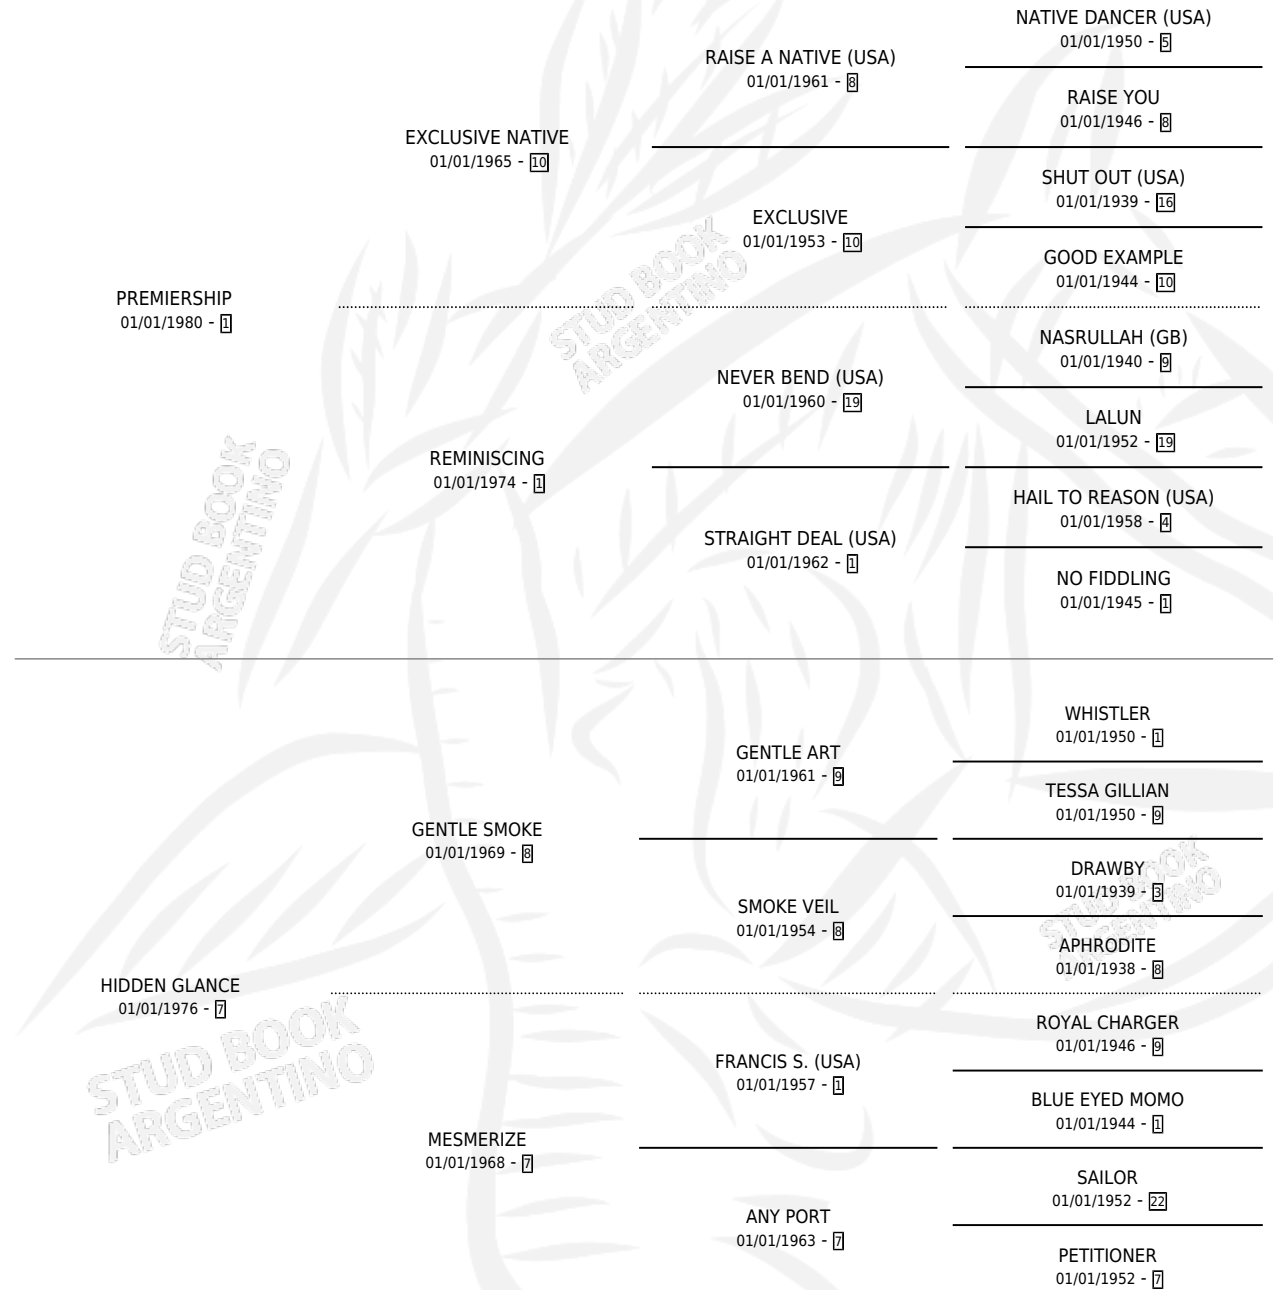 NATIVE DANCER (USA)
01/01/1950 - 5
RAISE A NATIVE (USA)
01/01/1961 - 8
RAISE YOU
01/01/1946 - 8
EXCLUSIVE NATIVE
01/01/1965 - 10
SHUT OUT (USA)
01/01/1939 - 16
EXCLUSIVE
01/01/1953 - 10
GOOD EXAMPLE
01/01/1944 - 10
PREMIERSHIP
01/01/1980 - 1
STUD BOOK
ARGENTINO
NASRULLAH (GB)
01/01/1940 - 9
NEVER BEND (USA)
01/01/1960 - 19
LALUN
01/01/1952 - 19
REMINISCING
01/01/1974 - 1
HAIL TO REASON (USA)
01/01/1958 - 4
STRAIGHT DEAL (USA)
01/01/1962 - 1
NO FIDDLING
01/01/1945 - 1
STUD BOOK
ARGENTINO
WHISTLER
01/01/1950 - 1
GENTLE ART
01/01/1961 - 9
TESSA GILLIAN
01/01/1950 - 9
GENTLE SMOKE
01/01/1969 - 8
DRAWBY
01/01/1939 - 3
SMOKE VEIL
01/01/1954 - 8
STUD BOOK
ARGENTINO
APHRODITE
01/01/1938 - 8
HIDDEN GLANCE
01/01/1976 - 7
STUD BOOK
ARGENTINO
ROYAL CHARGER
01/01/1946 - 9
FRANCIS S. (USA)
01/01/1957 - 1
BLUE EYED MOMO
01/01/1944 - 1
MESMERIZE
01/01/1968 - 7
SAILOR
01/01/1952 - 22
ANY PORT
01/01/1963 - 7
PETITIONER
01/01/1952 - 7